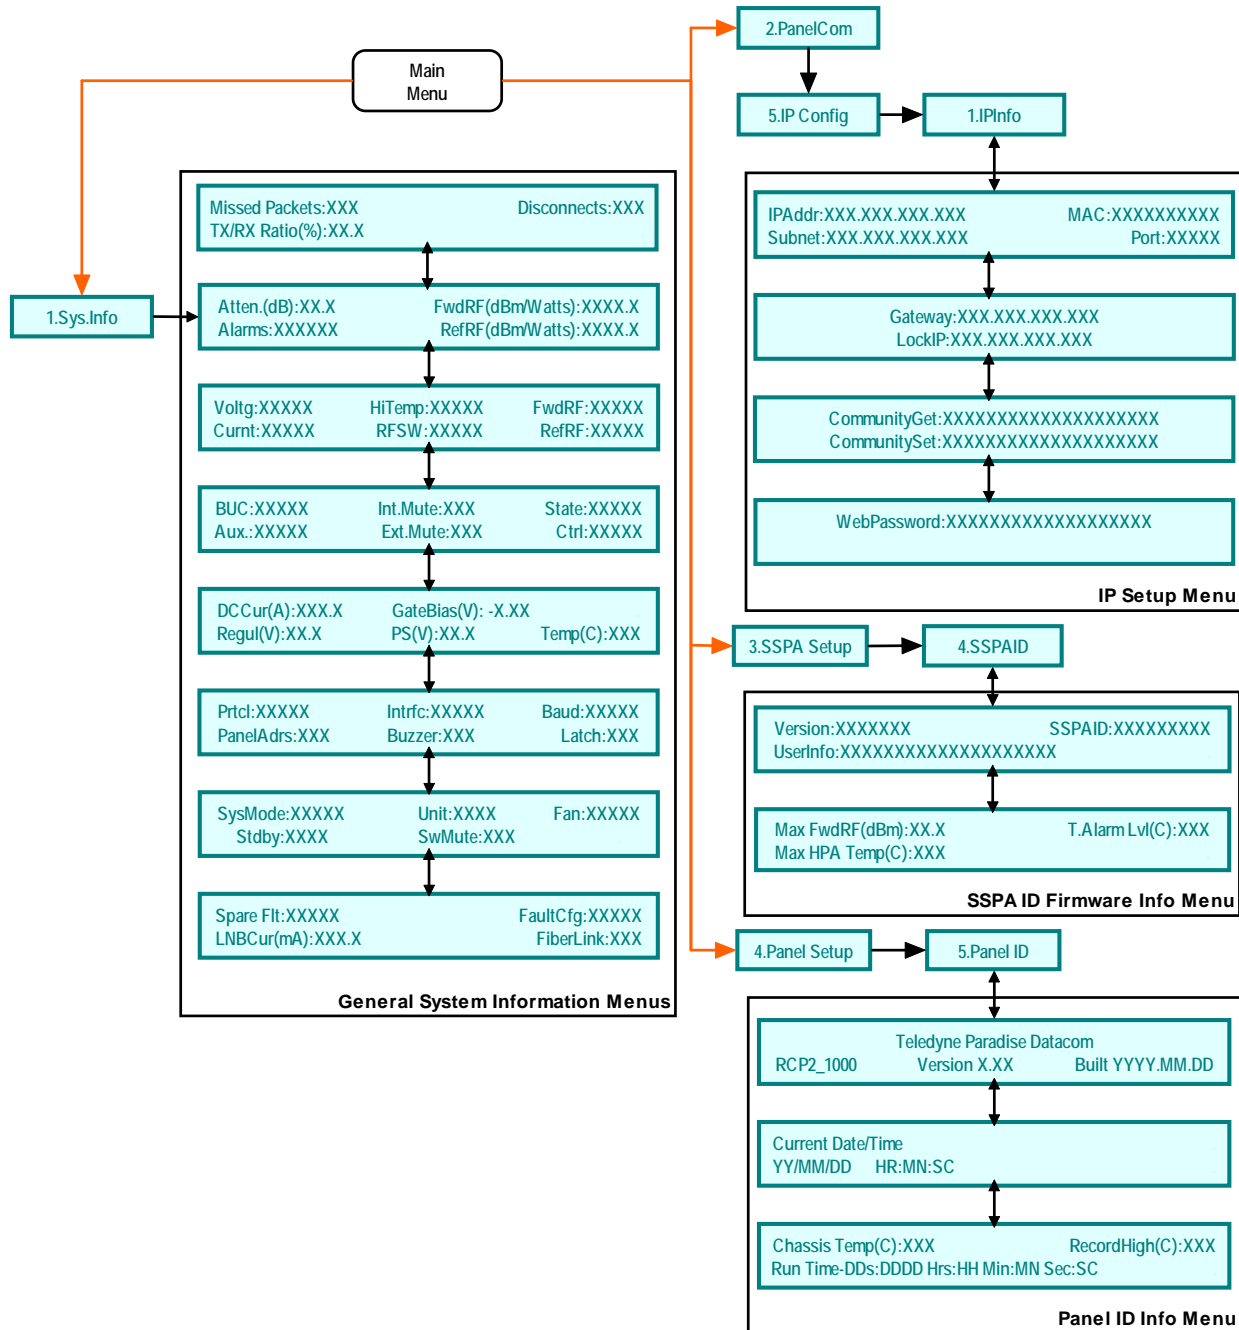 Main
Menu
1.Sys.Info
Missed Packets:XXX Disconnects:XXX
TX/RX Ratio(%):XX.X
Atten.(dB):XX.X FwdRF(dBm/Watts):XXXX.X
Alarms:XXXXXX RefRF(dBm/Watts):XXXX.X
Voltg:XXXXX HiTemp:XXXXX FwdRF:XXXXX
Curnt:XXXXX RFSW:XXXXX RefRF:XXXXX
BUC:XXXXX Int.Mute:XXX State:XXXXX
Aux.:XXXXX Ext.Mute:XXX Ctrl:XXXXX
DCCur(A):XXX.X GateBias(V): -X.XX
Regul(V):XX.X PS(V):XX.X Temp(C):XXX
Prtcl:XXXXX Intrfc:XXXXX Baud:XXXXX
PanelAdrs:XXX Buzzer:XXX Latch:XXX
SysMode:XXXXX Unit:XXXX Fan:XXXXX
Stdby:XXXX SwMute:XXX
Spare Flt:XXXXX FaultCfg:XXXXX
LNBCur(mA):XXX.X FiberLink:XXX
General System Information Menus
2.PanelCom
5.IP Config
1.IPInfo
IPAddr:XXX.XXX.XXX.XXX MAC:XXXXXXXXXX
Subnet:XXX.XXX.XXX.XXX Port:XXXXX
Gateway:XXX.XXX.XXX.XXX
LockIP:XXX.XXX.XXX.XXX
CommunityGet:XXXXXXXXXXXXXXXXXXXX
CommunitySet:XXXXXXXXXXXXXXXXXXXX
WebPassword:XXXXXXXXXXXXXXXXXXX
IP Setup Menu
3.SSPA Setup
4.SSPAID
Version:XXXXXXX SSPAID:XXXXXXXXX
UserInfo:XXXXXXXXXXXXXXXXXXXX
Max FwdRF(dBm):XX.X T.Alarm Lvl(C):XXX
Max HPA Temp(C):XXX
SSPA ID Firmware Info Menu
4.Panel Setup
5.Panel ID
Teledyne Paradise Datacom
RCP2_1000 Version X.XX Built YYYY.MM.DD
Current Date/Time
YY/MM/DD HR:MN:SC
Chassis Temp(C):XXX RecordHigh(C):XXX
Run Time-DDs:DDDD Hrs:HH Min:MN Sec:SC
Panel ID Info Menu